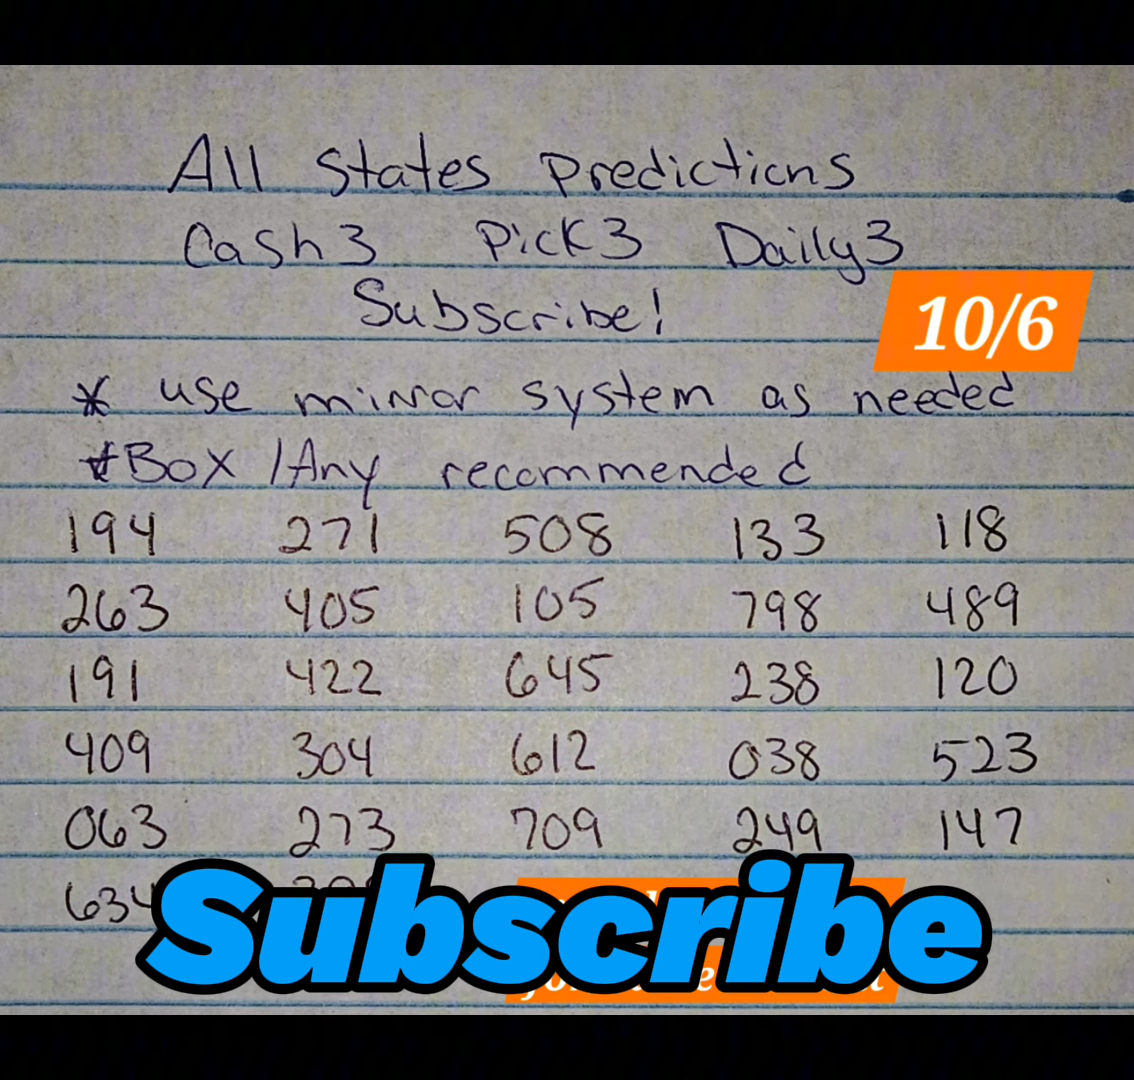 All States Predictions
Cash3 Pick3 Daily3
Subscribe!
10/6
* use mirror system as needed
*Box /Any recommended
194 271 508 133 118
263 405 105 798 489
191 422 645 238 120
409 304 612 038 523
063 273 709 249 147
634
Subscribe